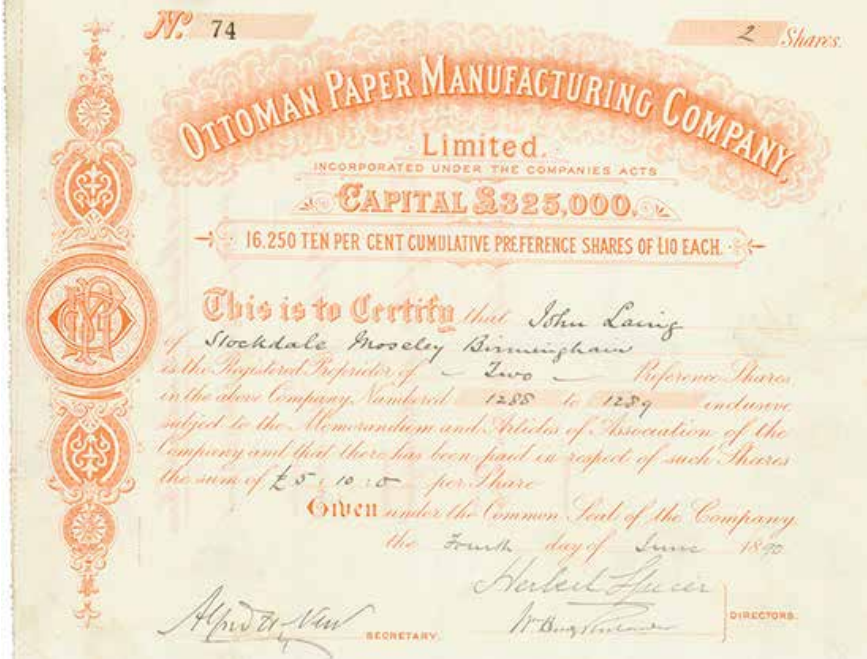 No. 74
2 Shares.
OTTOMAN PAPER MANUFACTURING COMPANY,
Limited.
INCORPORATED UNDER THE COMPANIES ACTS
CAPITAL £325,000.
16,250 TEN PER CENT CUMULATIVE PREFERENCE SHARES OF £10 EACH.
This is to Certify that John Laing
of Stockdale Moseley Birmingham
is the Registered Proprietor of – Two – Preference Shares
in the above Company, Numbered 1288 to 1289 inclusive
subject to the Memorandum and Articles of Association of the
Company and that there has been paid in respect of such Shares
the sum of £5 : 10 : 0 per Share
Given under the Common Seal of the Company.
the Fourth day of June 1890
Herbert Spicer
Alfred H New
SECRETARY.
DIRECTORS.